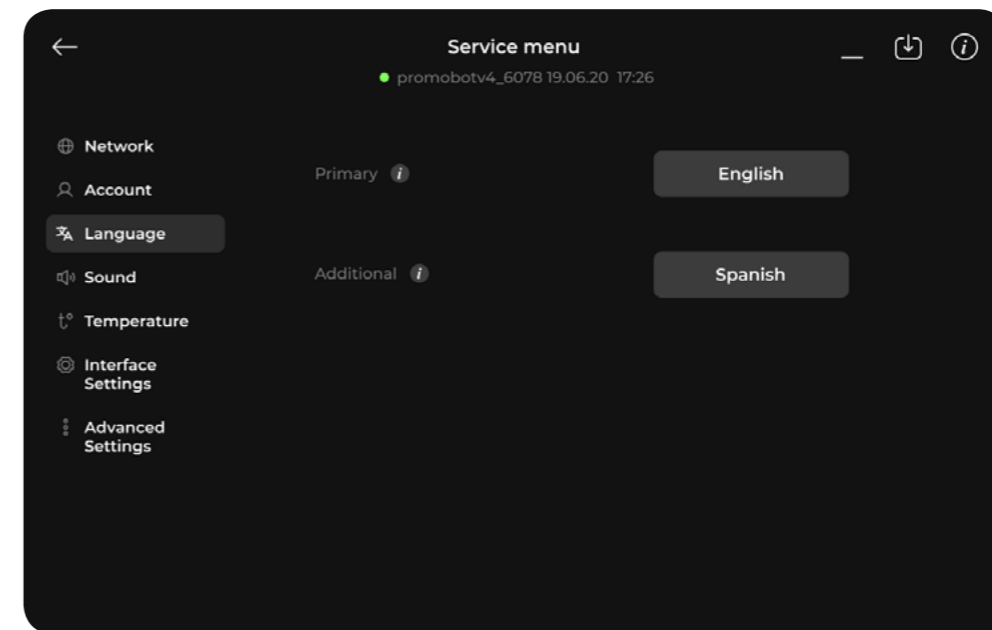 Service menu
promobotv4_6078 19.06.20 17:26
Network
Account
Language
Sound
t° Temperature
Interface
Settings
Advanced
Settings
Primary i
English
Additional i
Spanish